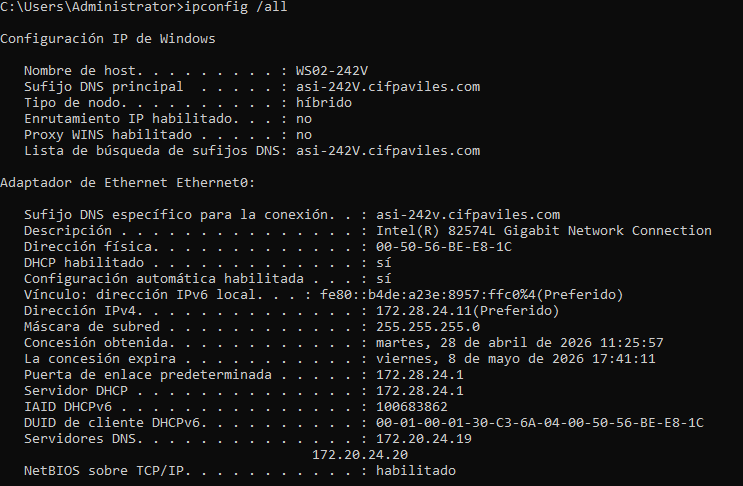 C:\Users\Administrator>ipconfig /all
Configuración IP de Windows
Nombre de host. . . . . . . . . : WS02-242V
Sufijo DNS principal  . . . . . : asi-242V.cifpaviles.com
Tipo de nodo. . . . . . . . . . : híbrido
Enrutamiento IP habilitado. . . : no
Proxy WINS habilitado . . . . . : no
Lista de búsqueda de sufijos DNS: asi-242V.cifpaviles.com
Adaptador de Ethernet Ethernet0:
Sufijo DNS específico para la conexión. . : asi-242v.cifpaviles.com
Descripción . . . . . . . . . . . . . . . : Intel(R) 82574L Gigabit Network Connection
Dirección física. . . . . . . . . . . . . : 00-50-56-BE-E8-1C
DHCP habilitado . . . . . . . . . . . . . : sí
Configuración automática habilitada . . . : sí
Vínculo: dirección IPv6 local. . . : fe80::b4de:a23e:8957:ffc0%4(Preferido)
Dirección IPv4. . . . . . . . . . . . . . : 172.28.24.11(Preferido)
Máscara de subred . . . . . . . . . . . . : 255.255.255.0
Concesión obtenida. . . . . . . . . . . . : martes, 28 de abril de 2026 11:25:57
La concesión expira . . . . . . . . . . . : viernes, 8 de mayo de 2026 17:41:11
Puerta de enlace predeterminada . . . . . : 172.28.24.1
Servidor DHCP . . . . . . . . . . . . . . : 172.28.24.1
IAID DHCPv6 . . . . . . . . . . . . . . . : 100683862
DUID de cliente DHCPv6. . . . . . . . . . : 00-01-00-01-30-C3-6A-04-00-50-56-BE-E8-1C
Servidores DNS. . . . . . . . . . . . . . : 172.20.24.19
172.20.24.20
NetBIOS sobre TCP/IP. . . . . . . . . . . : habilitado